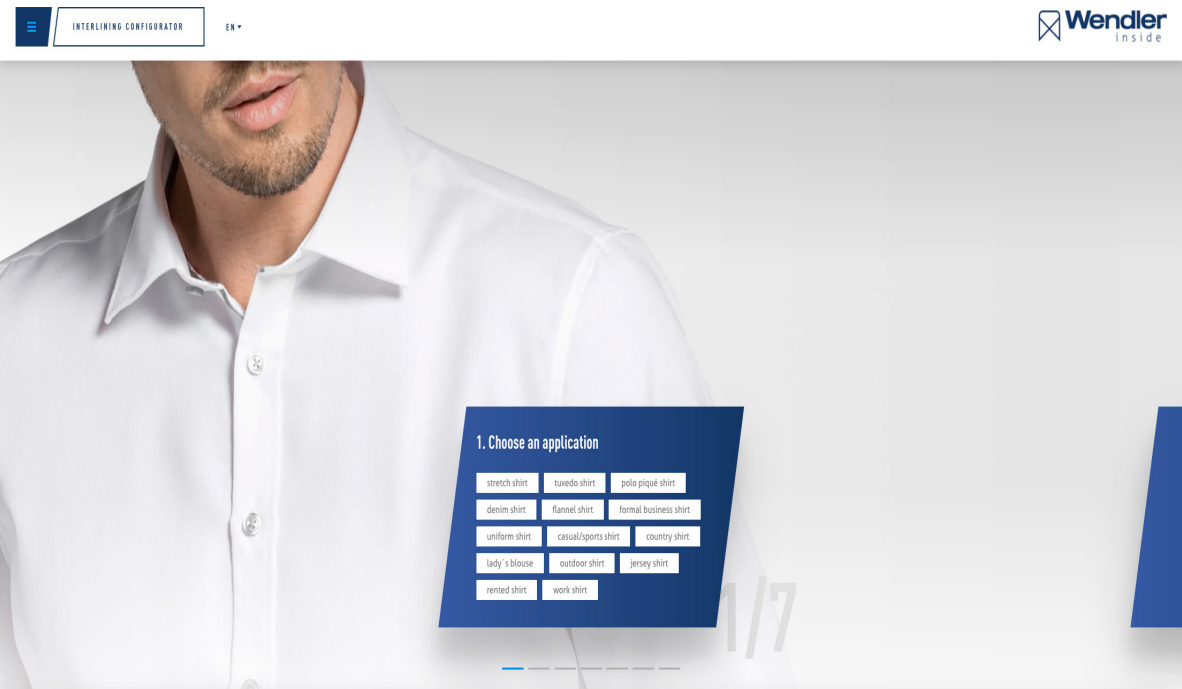 INTERLINING CONFIGURATOR
EN
Wendler
inside
1. Choose an application
stretch shirt tuxedo shirt polo piqué shirt
denim shirt flannel shirt formal business shirt
uniform shirt casual/sports shirt country shirt
lady´s blouse outdoor shirt jersey shirt
rented shirt work shirt
1/7